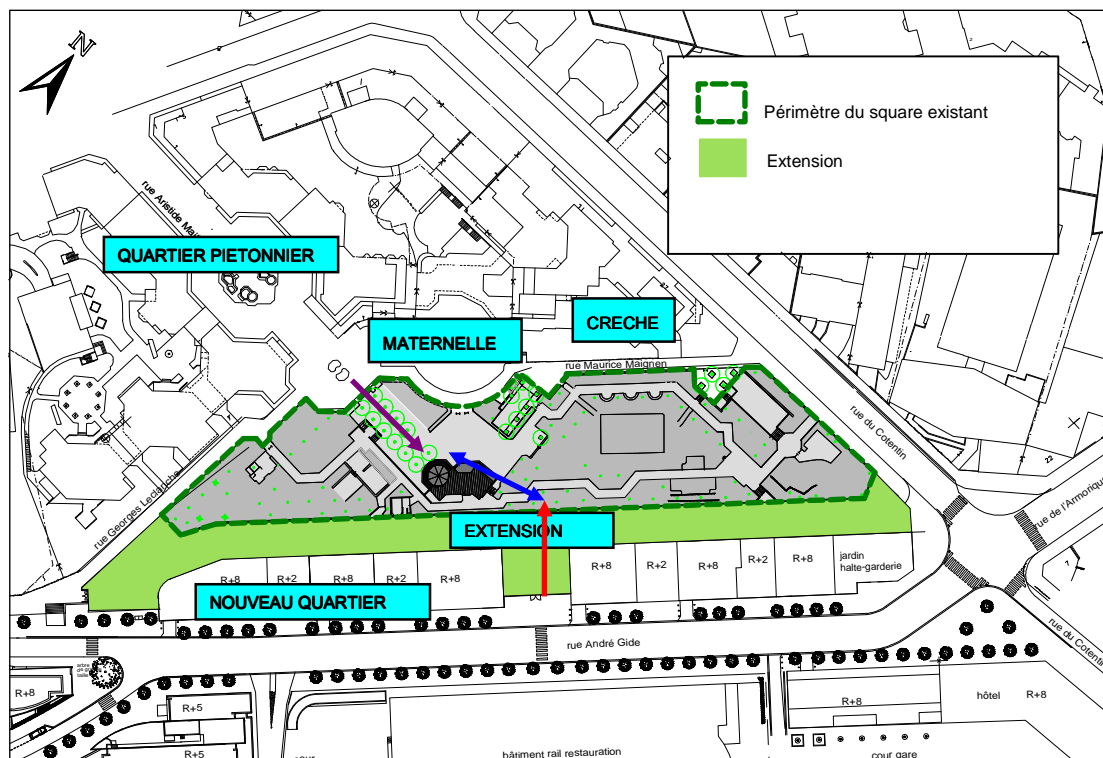 N
Périmètre du square existant
Extension
rue Aristide
QUARTIER PIETONNIER
CRECHE
MATERNELLE
rue Maurice Maignen
rue du Cotentin
rue Georges Leclanché
EXTENSION
rue de l'Armorique
R+8
R+2
R+8
R+2
R+8
R+8
R+2
R+8
R+2
R+8
jardin
halte-garderie
NOUVEAU QUARTIER
rue André Gide
rue du Cotentin
R+8
R+5
R+5
R+8
hôtel
R+8
bâtiment rail restauration
cour gare